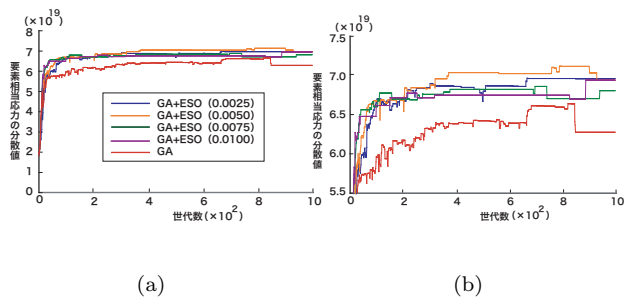 (×10¹⁹)
8
7
6
5
4
3
2
1
0
要素相当応力の分散値
GA+ESO (0.0025)
GA+ESO (0.0050)
GA+ESO (0.0075)
GA+ESO (0.0100)
GA
0 2 4 6 8 10
世代数(×10²)
(a)
(×10¹⁹)
7.0
6.5
6.0
5.5
要素相当応力の分散値
0 2 4 6 8 10
世代数(×10²)
(b)